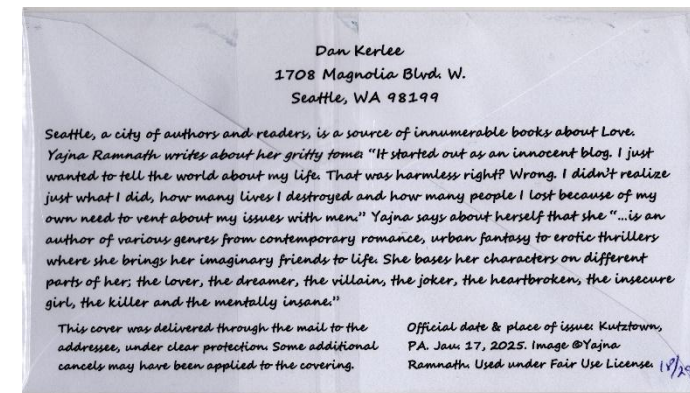 Dan Kerlee
1708 Magnolia Blvd. W.
Seattle, WA 98199
Seattle, a city of authors and readers, is a source of innumerable books about Love.
Yajna Ramnath writes about her gritty tome: “It started out as an innocent blog. I just
wanted to tell the world about my life. That was harmless right? Wrong. I didn’t realize
just what I did, how many lives I destroyed and how many people I lost because of my
own need to vent about my issues with men.” Yajna says about herself that she “...is an
author of various genres from contemporary romance, urban fantasy to erotic thrillers
where she brings her imaginary friends to life. She bases her characters on different
parts of her; the lover, the dreamer, the villain, the joker, the heartbroken, the insecure
girl, the killer and the mentally insane.”
This cover was delivered through the mail to the
addressee, under clear protection. Some additional
cancels may have been applied to the covering.
Official date & place of issue: Kutztown,
PA. Jan. 17, 2025. Image @Yajna
Ramnath. Used under Fair Use License.